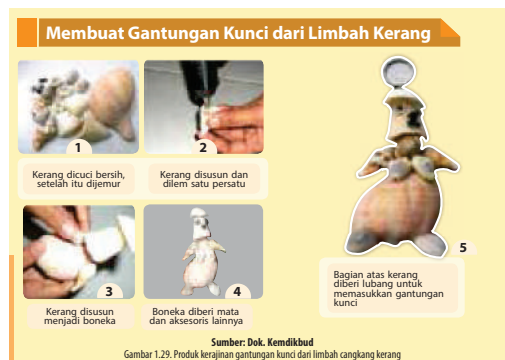 Membuat Gantungan Kunci dari Limbah Kerang
1
2
Kerang dicuci bersih,
setelah itu dijemur
Kerang disusun dan
dilem satu persatu
3
4
Kerang disusun
menjadi boneka
Boneka diberi mata
dan aksesoris lainnya
5
Bagian atas kerang
diberi lubang untuk
memasukkan gantungan
kunci
Sumber: Dok. Kemdikbud
Gambar 1.29. Produk kerajinan gantungan kunci dari limbah cangkang kerang